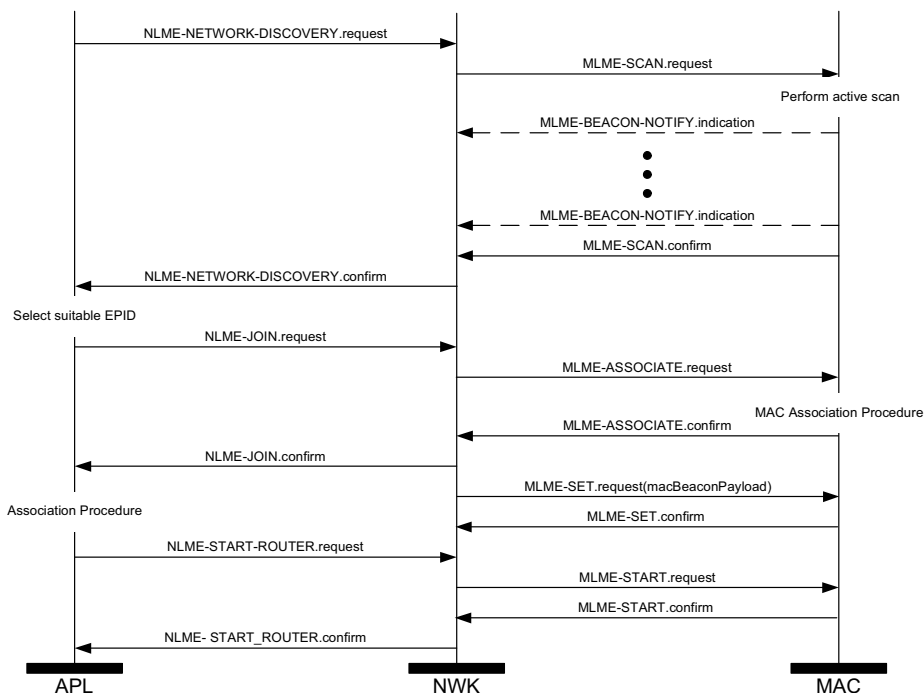 NLME-NETWORK-DISCOVERY.request
MLME-SCAN.request
Perform active scan
MLME-BEACON-NOTIFY.indication
MLME-BEACON-NOTIFY.indication
MLME-SCAN.confirm
NLME-NETWORK-DISCOVERY.confirm
Select suitable EPID
NLME-JOIN.request
MLME-ASSOCIATE.request
MAC Association Procedure
MLME-ASSOCIATE.confirm
NLME-JOIN.confirm
MLME-SET.request(macBeaconPayload)
Association Procedure
MLME-SET.confirm
NLME-START-ROUTER.request
MLME-START.request
MLME-START.confirm
NLME- START_ROUTER.confirm
APL
NWK
MAC